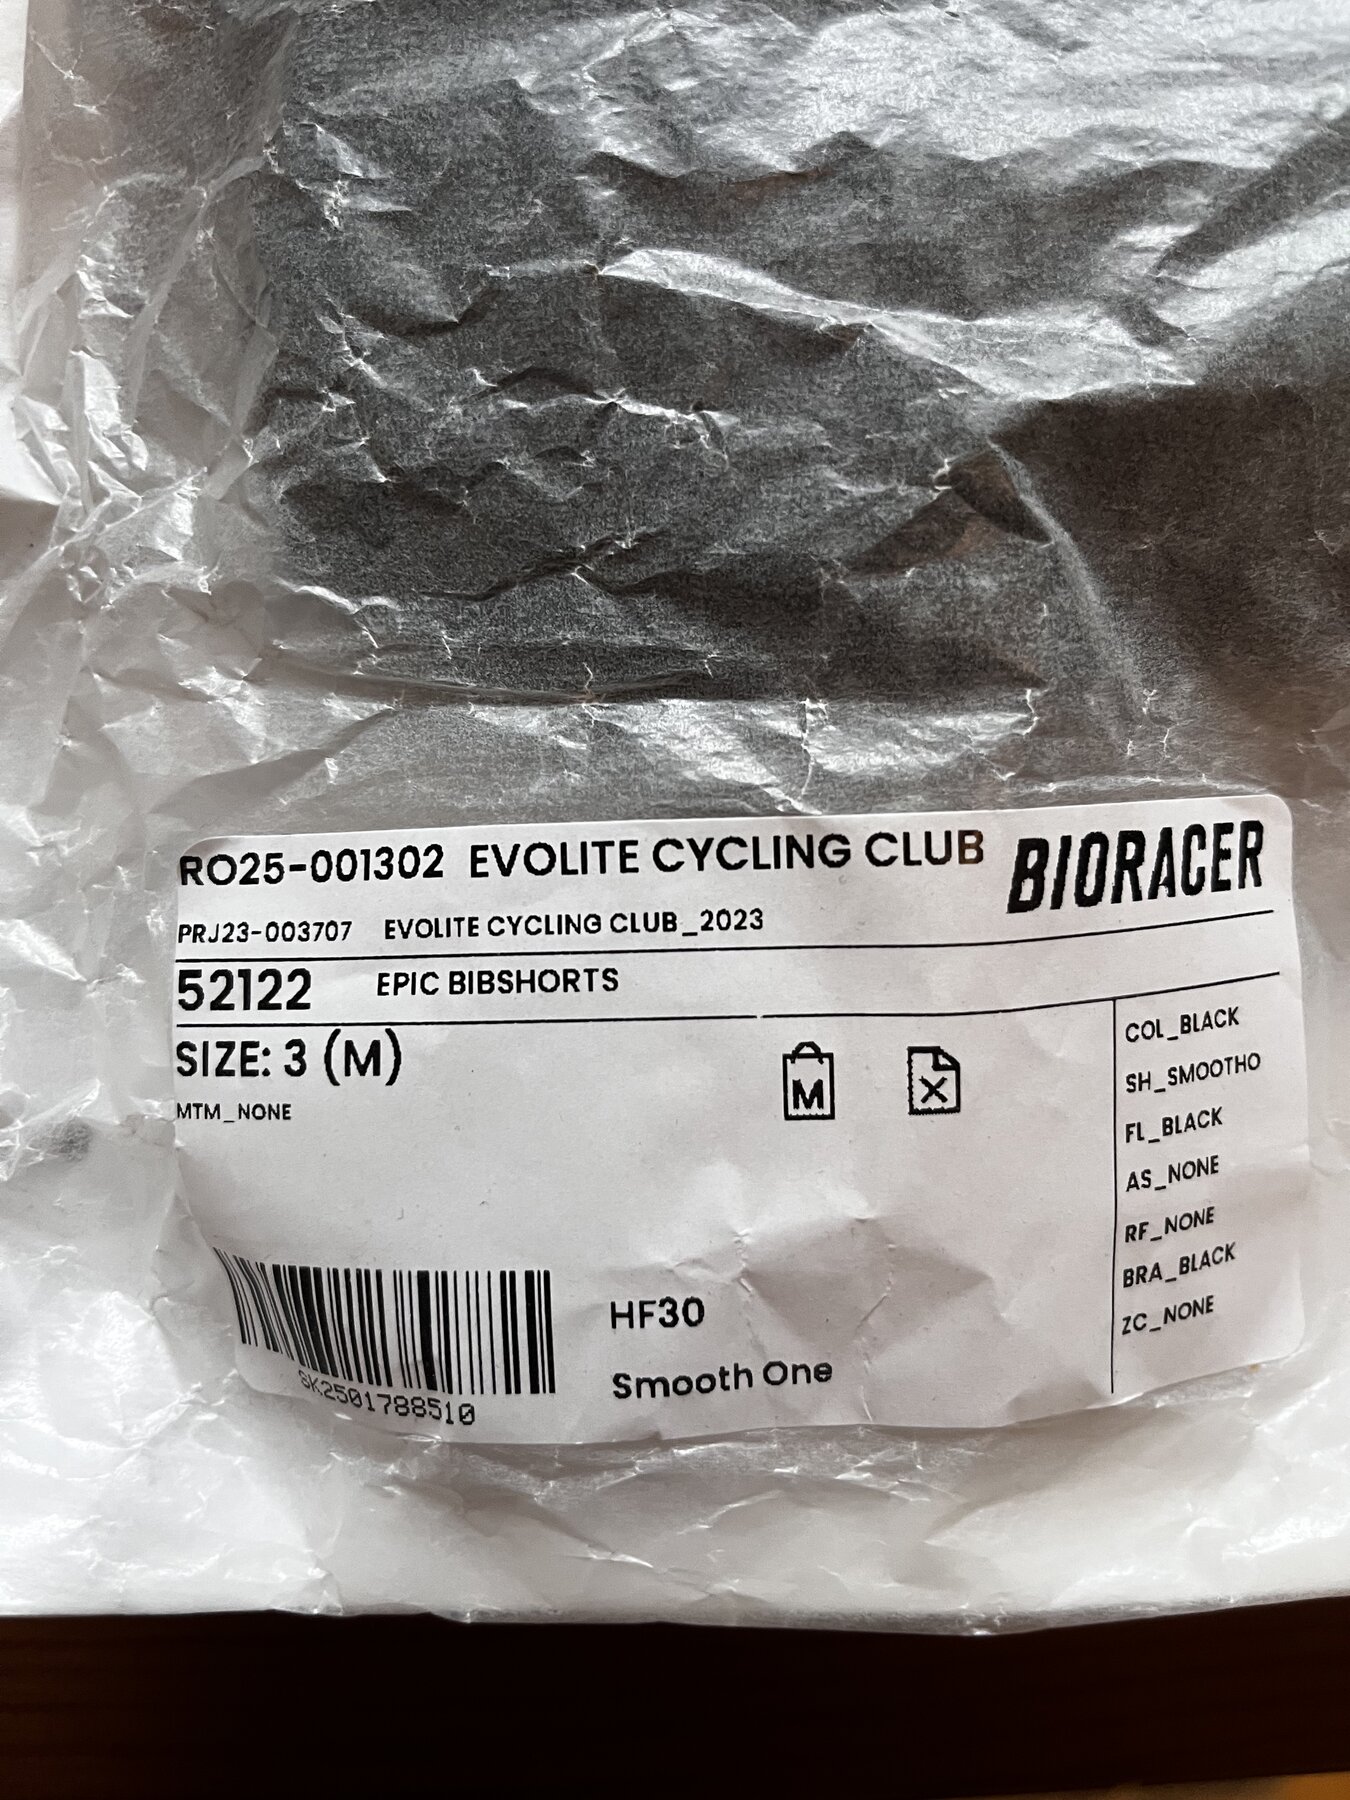 RO25-001302 EVOLITE CYCLING CLUB BIORACER
PRJ23-003707 EVOLITE CYCLING CLUB_2023
52122 EPIC BIBSHORTS
SIZE: 3 (M)
MTM_NONE
M X
COL_BLACK
SH_SMOOTHO
FL_BLACK
AS_NONE
RF_NONE
BRA_BLACK
ZC_NONE
HF30
Smooth One
SK2501788510